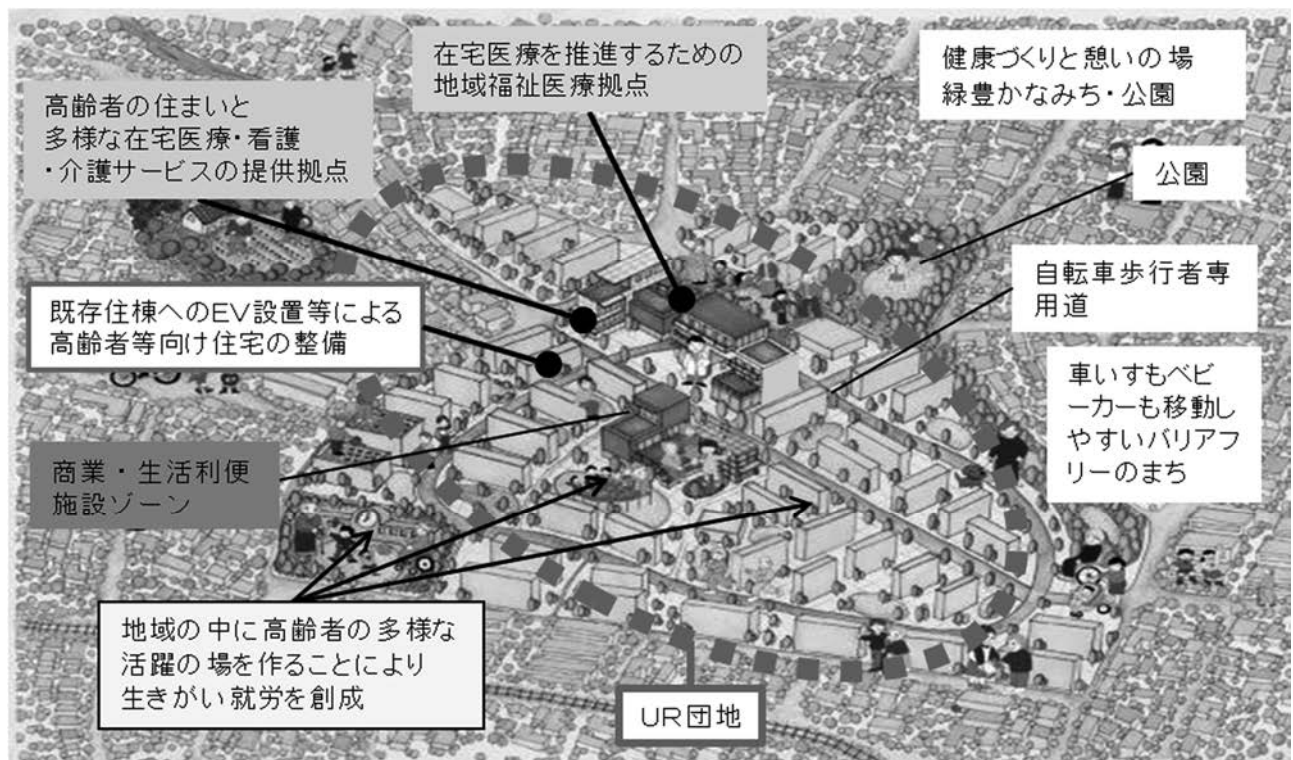 在宅医療を推進するための
地域福祉医療拠点
健康づくりと憩いの場
緑豊かなみち・公園
高齢者の住まいと
多様な在宅医療・看護
・介護サービスの提供拠点
公園
自転車歩行者専
用道
既存住棟へのEV設置等による
高齢者等向け住宅の整備
車いすもベビ
ーカーも移動し
やすいバリアフ
リーのまち
商業・生活利便
施設ゾーン
地域の中に高齢者の多様な
活躍の場を作ることにより
生きがい就労を創成
UR団地